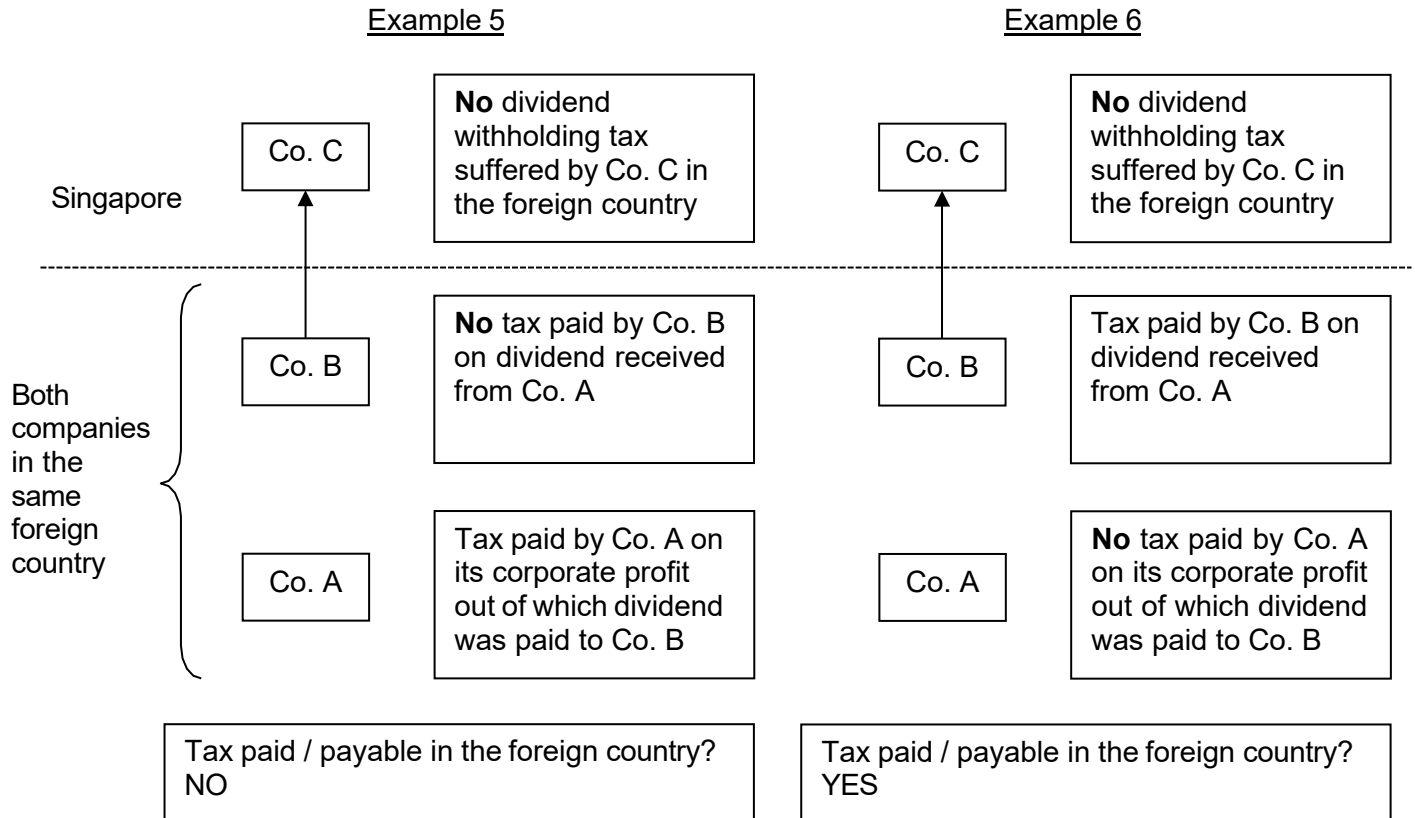 Example 5
Example 6
Singapore
Co. C
No dividend
withholding tax
suffered by Co. C in
the foreign country
Co. C
No dividend
withholding tax
suffered by Co. C in
the foreign country
Both
companies
in the
same
foreign
country
Co. B
No tax paid by Co. B
on dividend received
from Co. A
Co. B
Tax paid by Co. B on
dividend received
from Co. A
Co. A
Tax paid by Co. A on
its corporate profit
out of which dividend
was paid to Co. B
Co. A
No tax paid by Co. A
on its corporate profit
out of which dividend
was paid to Co. B
Tax paid / payable in the foreign country?
NO
Tax paid / payable in the foreign country?
YES